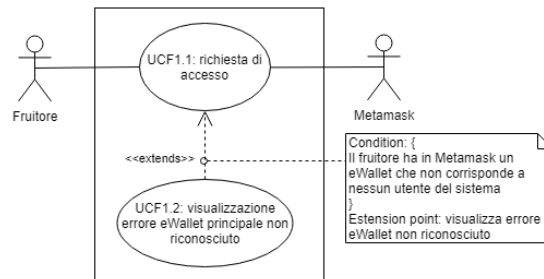 UCF1.1: richiesta di
accesso
Fruitore
Metamask
<<extends>>
Condition: {
Il fruitore ha in Metamask un
eWallet che non corrisponde a
nessun utente del sistema
}
Estension point: visualizza errore
eWallet non riconosciuto
UCF1.2: visualizzazione
errore eWallet principale non
riconosciuto